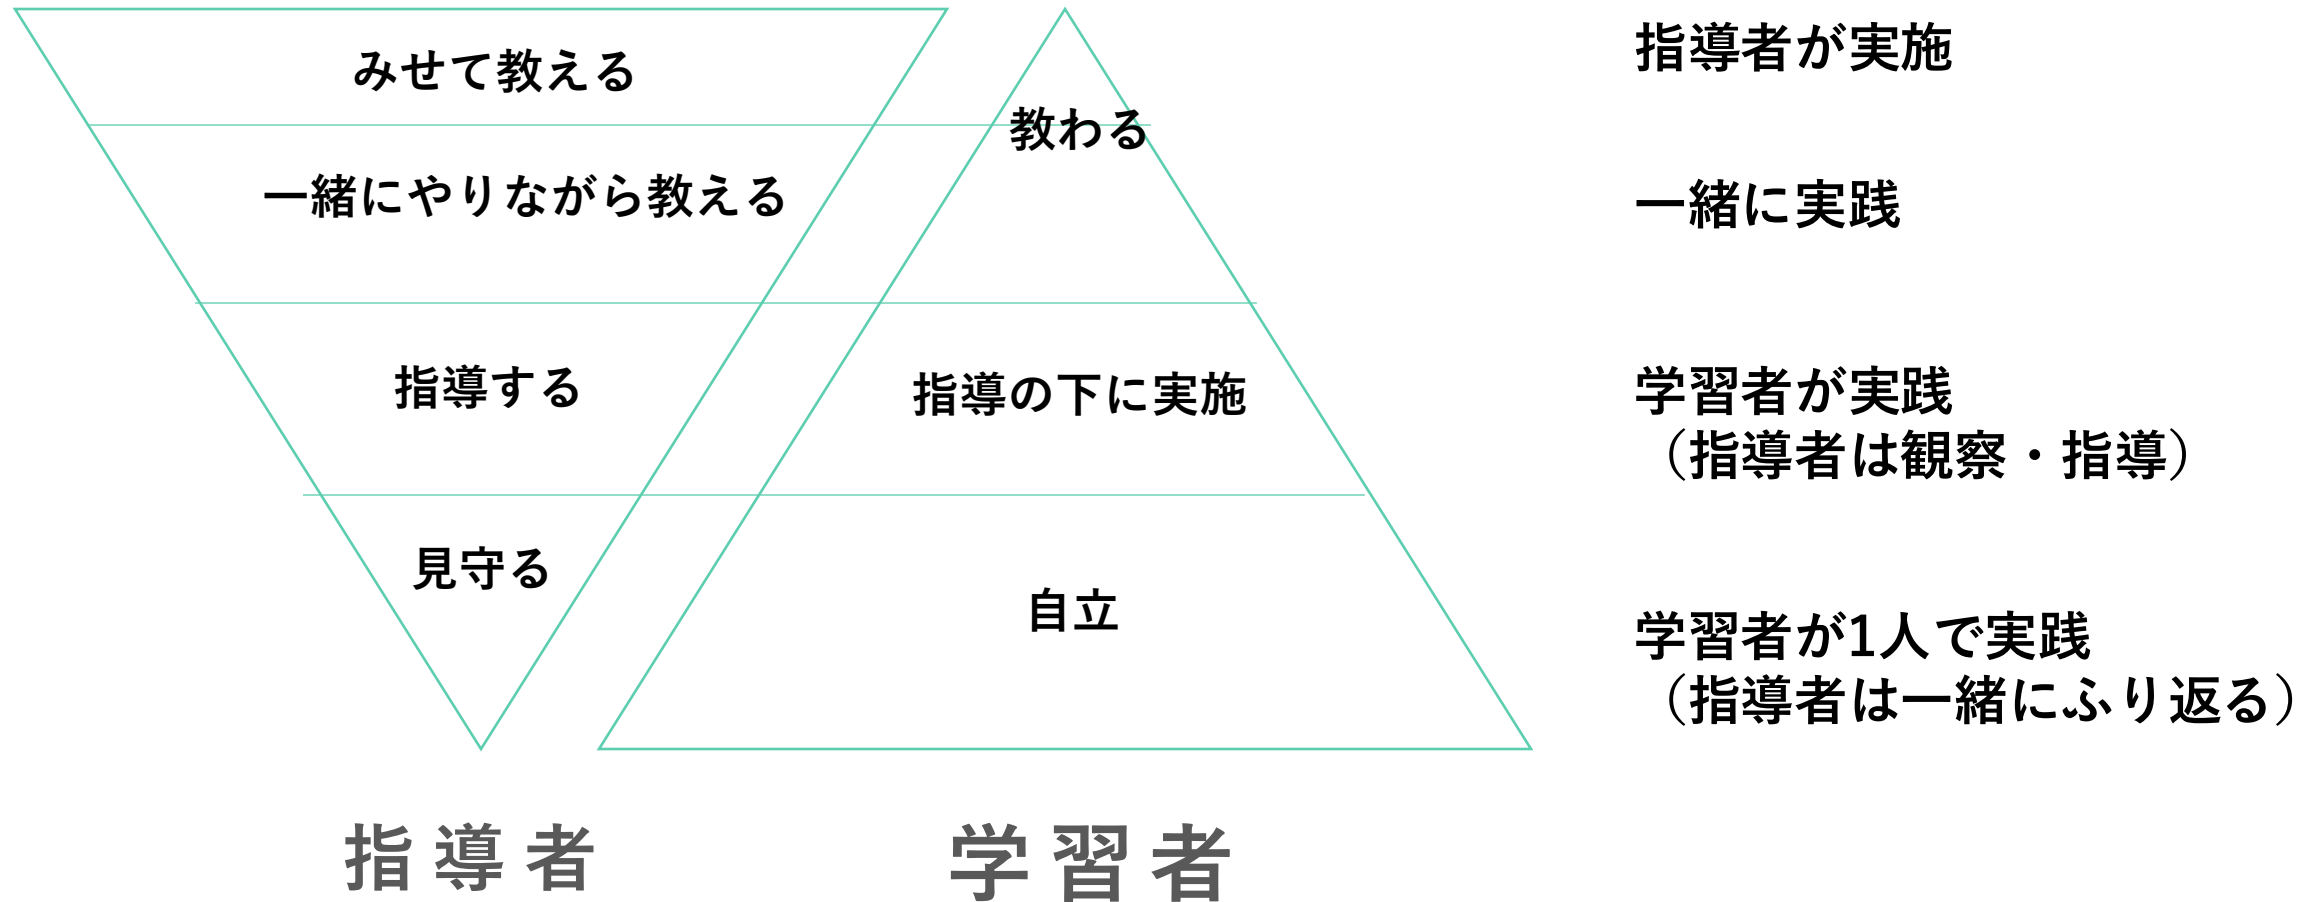 みせて教える
一緒にやりながら教える
指導する
見守る
指導者
教わる
指導の下に実施
自立
学習者
指導者が実施
一緒に実践
学習者が実践
（指導者は観察・指導）
学習者が1人で実践
（指導者は一緒にふり返る）